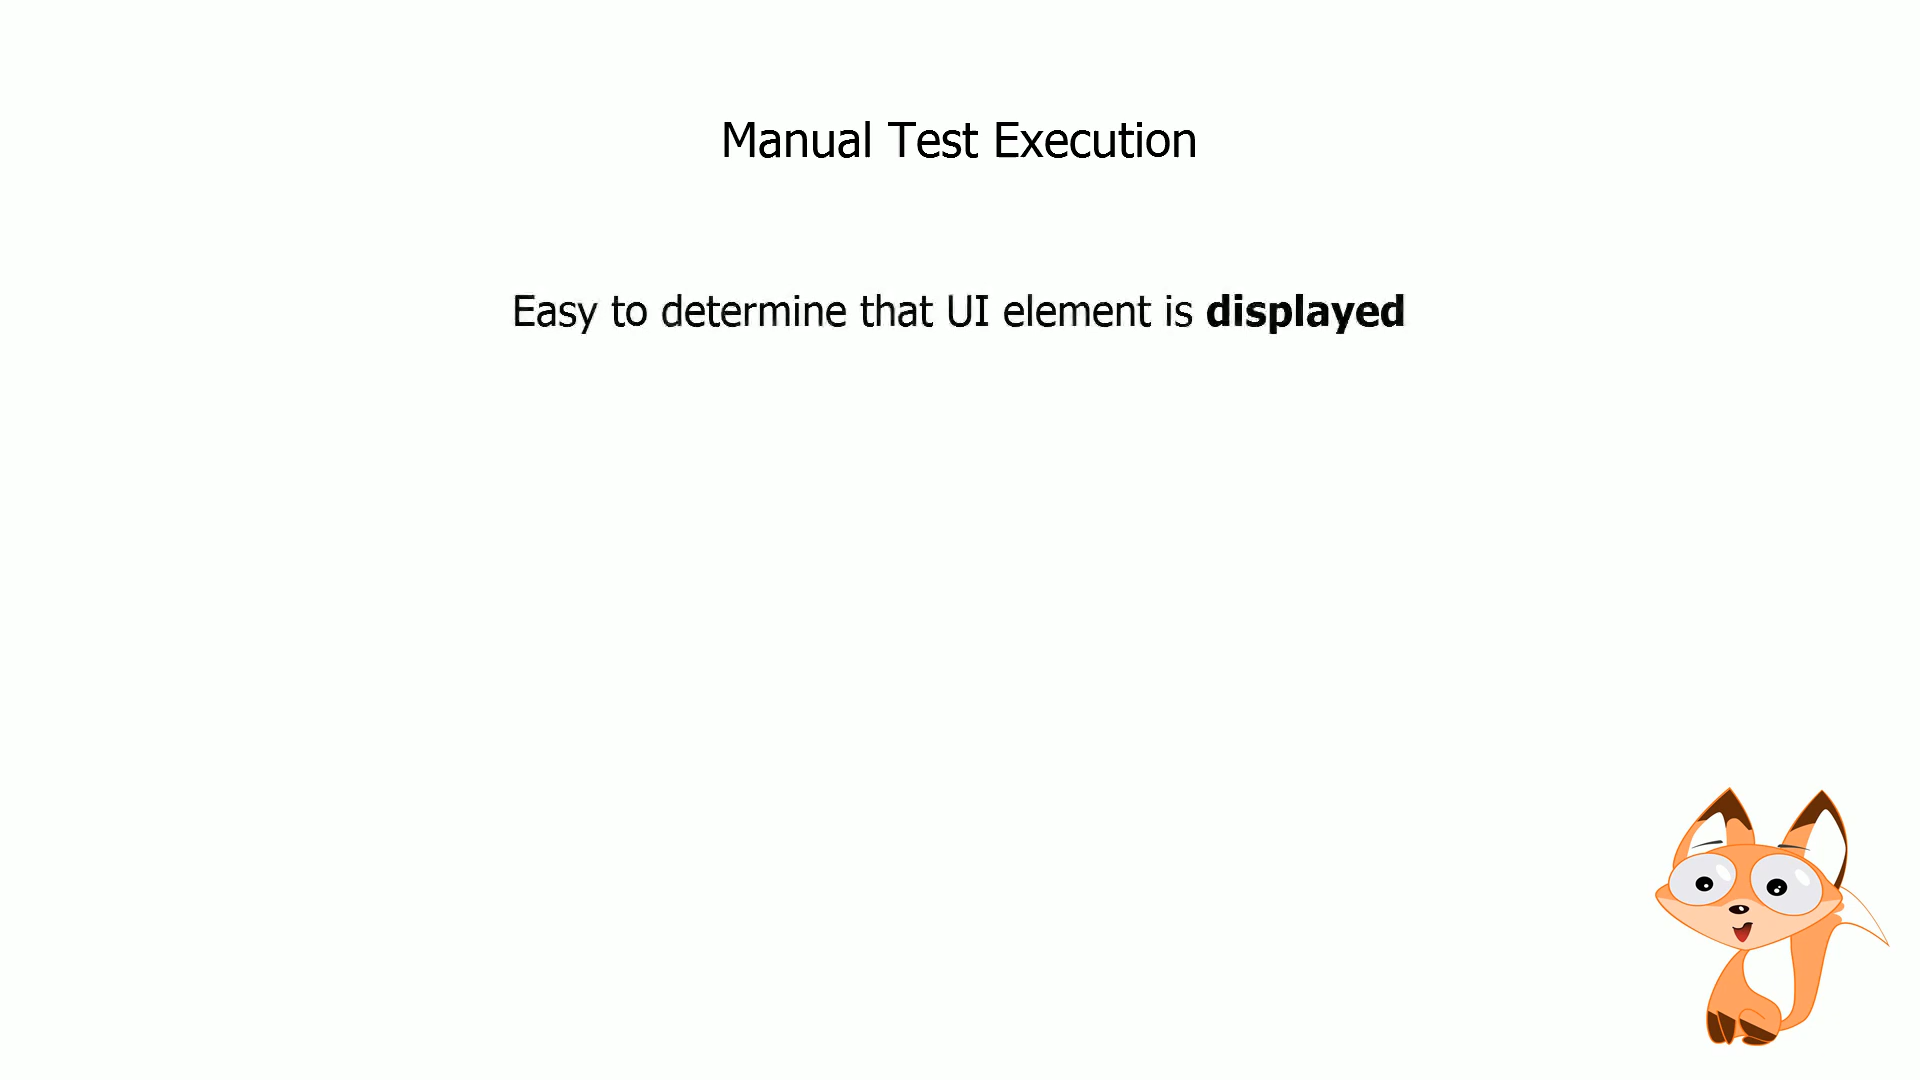 Manual Test Execution
Easy to determine that UI element is displayed